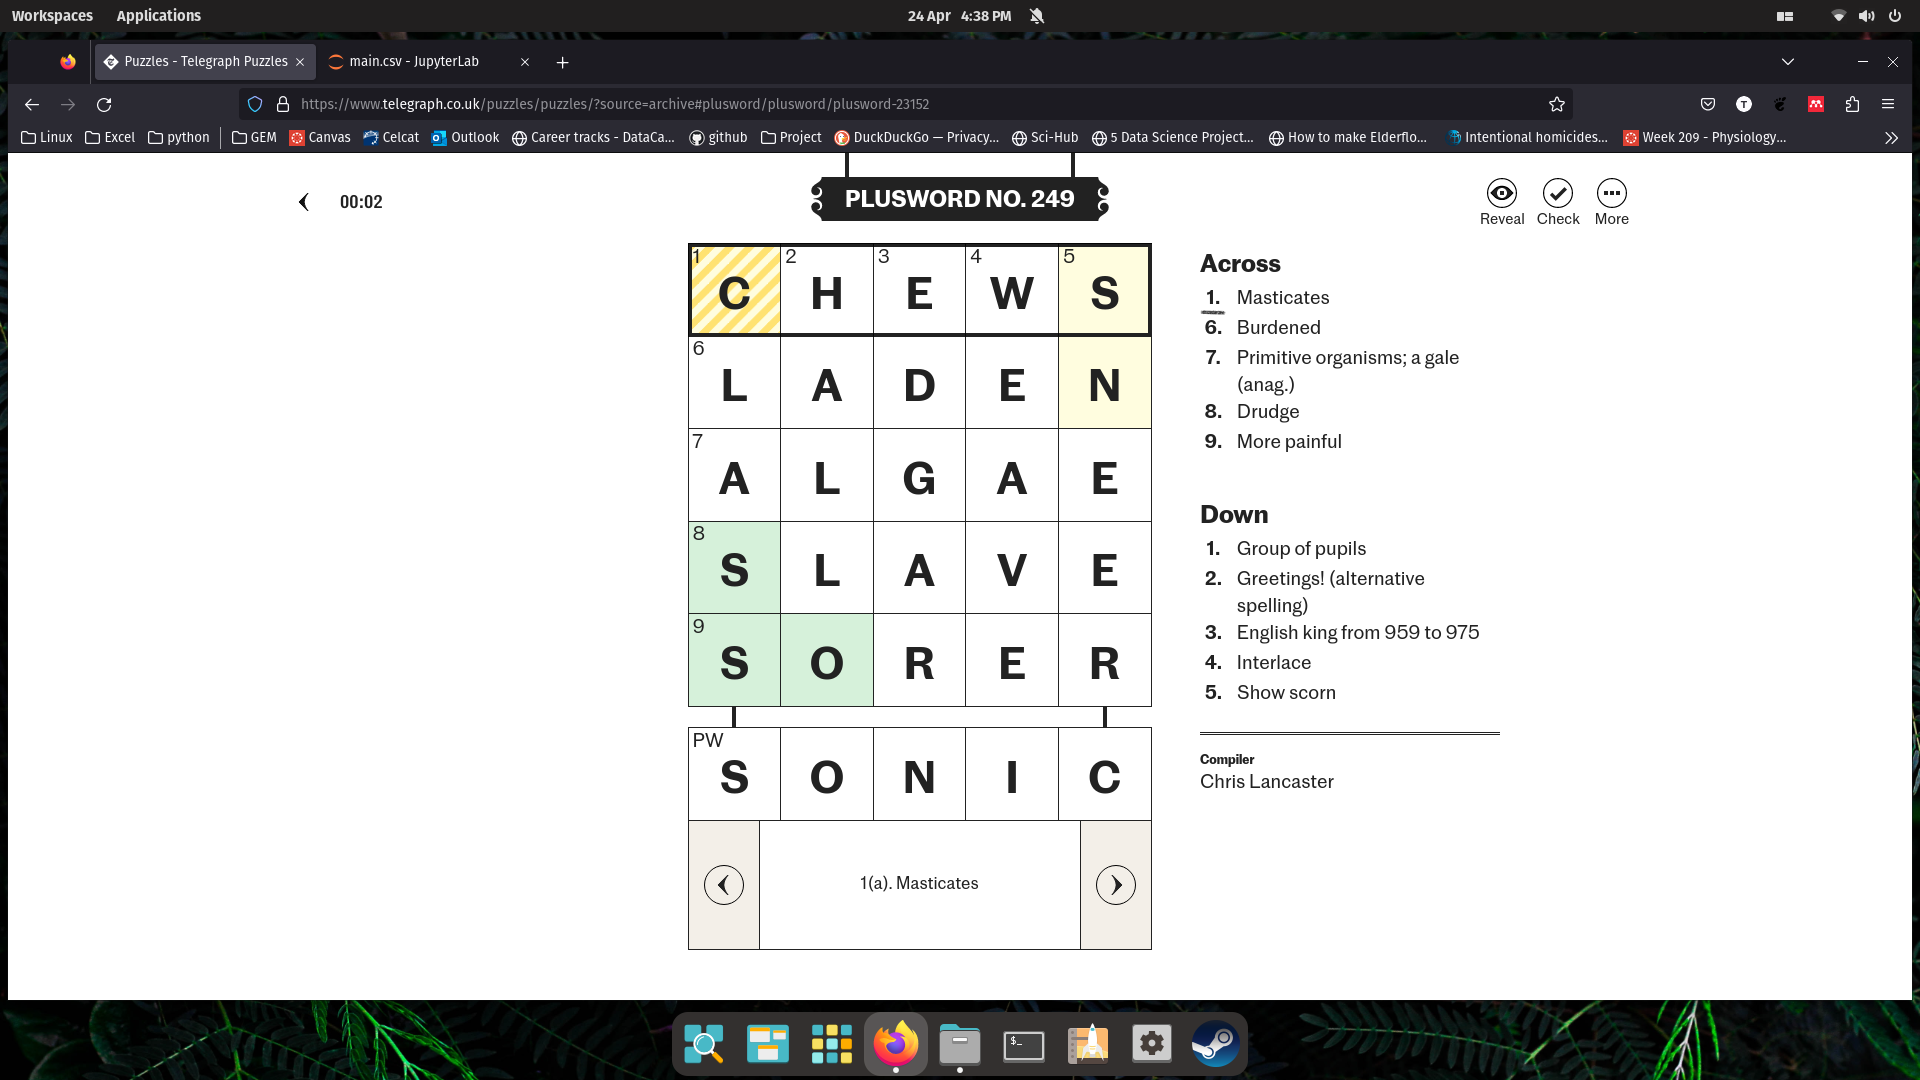 Workspaces Applications 24 Apr 4:38 PM
Puzzles - Telegraph Puzzles main.csv - JupyterLab
https://www.telegraph.co.uk/puzzles/puzzles/?source=archive#plusword/plusword/plusword-23152
Linux Excel python GEM Canvas Celcat Outlook Career tracks - DataCa... github Project DuckDuckGo — Privacy... Sci-Hub 5 Data Science Project... How to make Elderflo... Intentional homicides... Week 209 - Physiology...
00:02
PLUSWORD NO. 249
Reveal Check More
1 2 3 4 5
C H E W S
6
L A D E N
7
A L G A E
8
S L A V E
9
S O R E R
PW
S O N I C
1(a). Masticates
Across
1. Masticates
6. Burdened
7. Primitive organisms; a gale
(anag.)
8. Drudge
9. More painful
Down
1. Group of pupils
2. Greetings! (alternative
spelling)
3. English king from 959 to 975
4. Interlace
5. Show scorn
Compiler
Chris Lancaster
$_